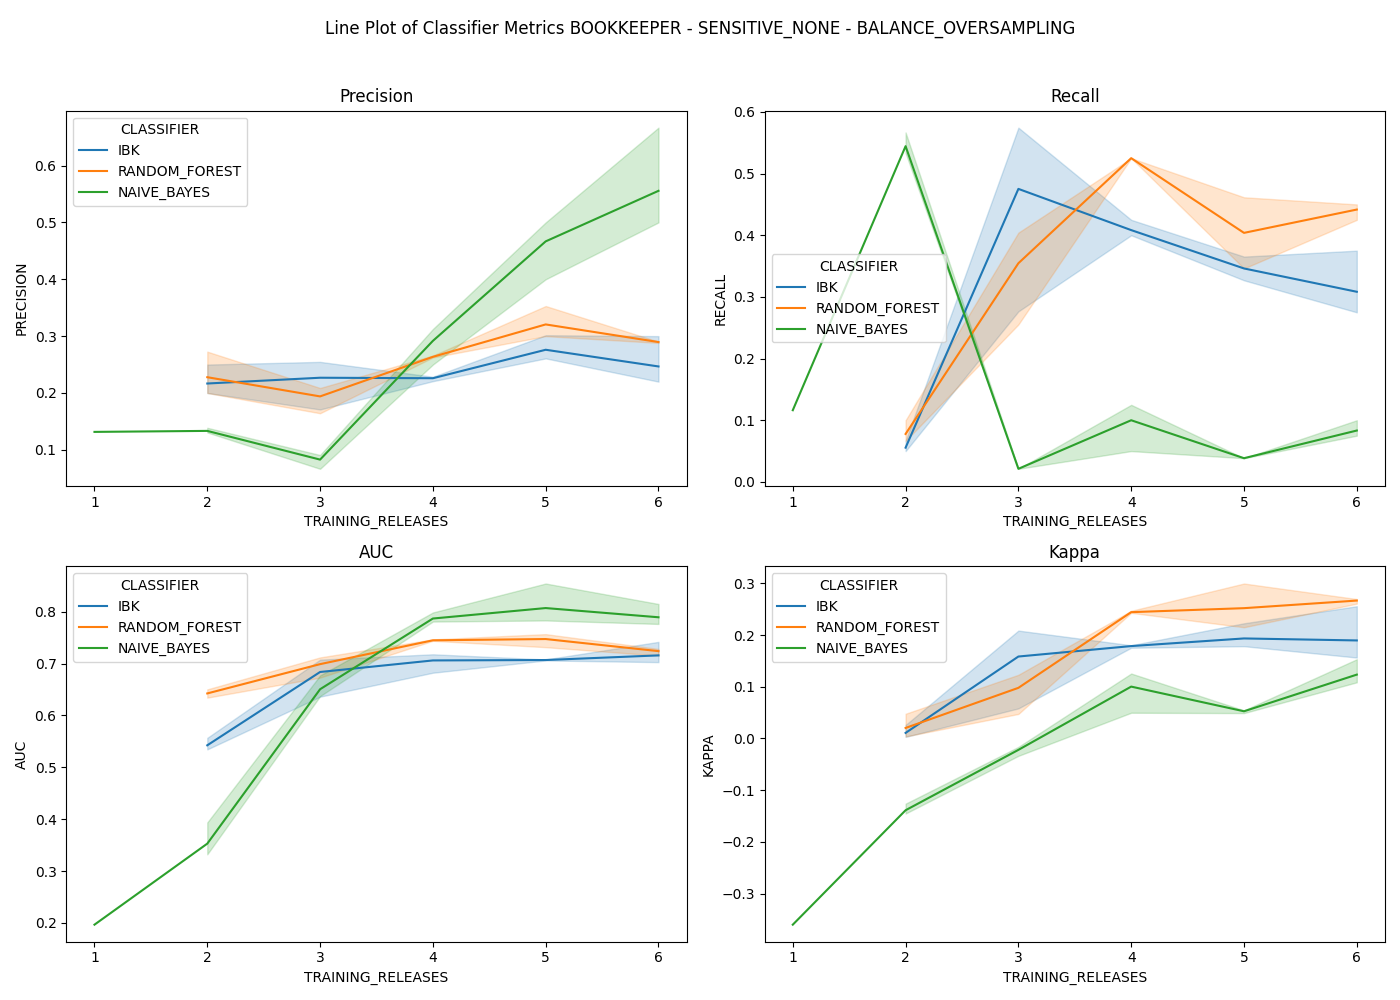 Line Plot of Classifier Metrics BOOKKEEPER - SENSITIVE_NONE - BALANCE_OVERSAMPLING
Precision
CLASSIFIER
IBK
RANDOM_FOREST
NAIVE_BAYES
PRECISION
0.6
0.5
0.4
0.3
0.2
0.1
1 2 3 4 5 6
TRAINING_RELEASES
Recall
CLASSIFIER
IBK
RANDOM_FOREST
NAIVE_BAYES
RECALL
0.6
0.5
0.4
0.3
0.2
0.1
0.0
1 2 3 4 5 6
TRAINING_RELEASES
AUC
CLASSIFIER
IBK
RANDOM_FOREST
NAIVE_BAYES
AUC
0.8
0.7
0.6
0.5
0.4
0.3
0.2
1 2 3 4 5 6
TRAINING_RELEASES
Kappa
CLASSIFIER
IBK
RANDOM_FOREST
NAIVE_BAYES
KAPPA
0.3
0.2
0.1
0.0
−0.1
−0.2
−0.3
1 2 3 4 5 6
TRAINING_RELEASES